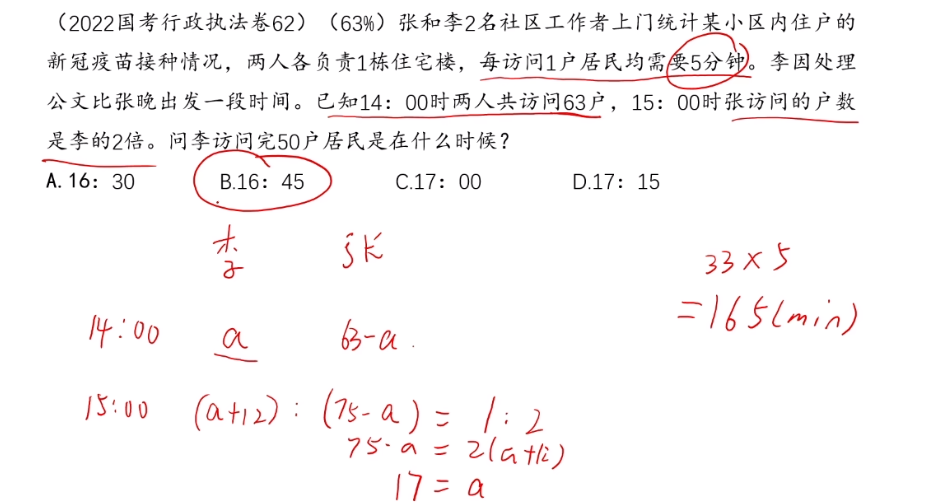 （2022国考行政执法卷62）（63%）张和李2名社区工作者上门统计某小区内住户的
新冠疫苗接种情况，两人各负责1栋住宅楼，每访问1户居民均需要5分钟。李因处理
公文比张晚出发一段时间。已知14：00时两人共访问63户，15：00时张访问的户数
是李的2倍。问李访问完50户居民是在什么时候？
A.16：30 B.16：45 C.17：00 D.17：15
李 张
33×5
=165(min)
14:00 a 63-a.
15:00 (a+12):(75-a)=1:2
75-a=2(a+12)
17=a